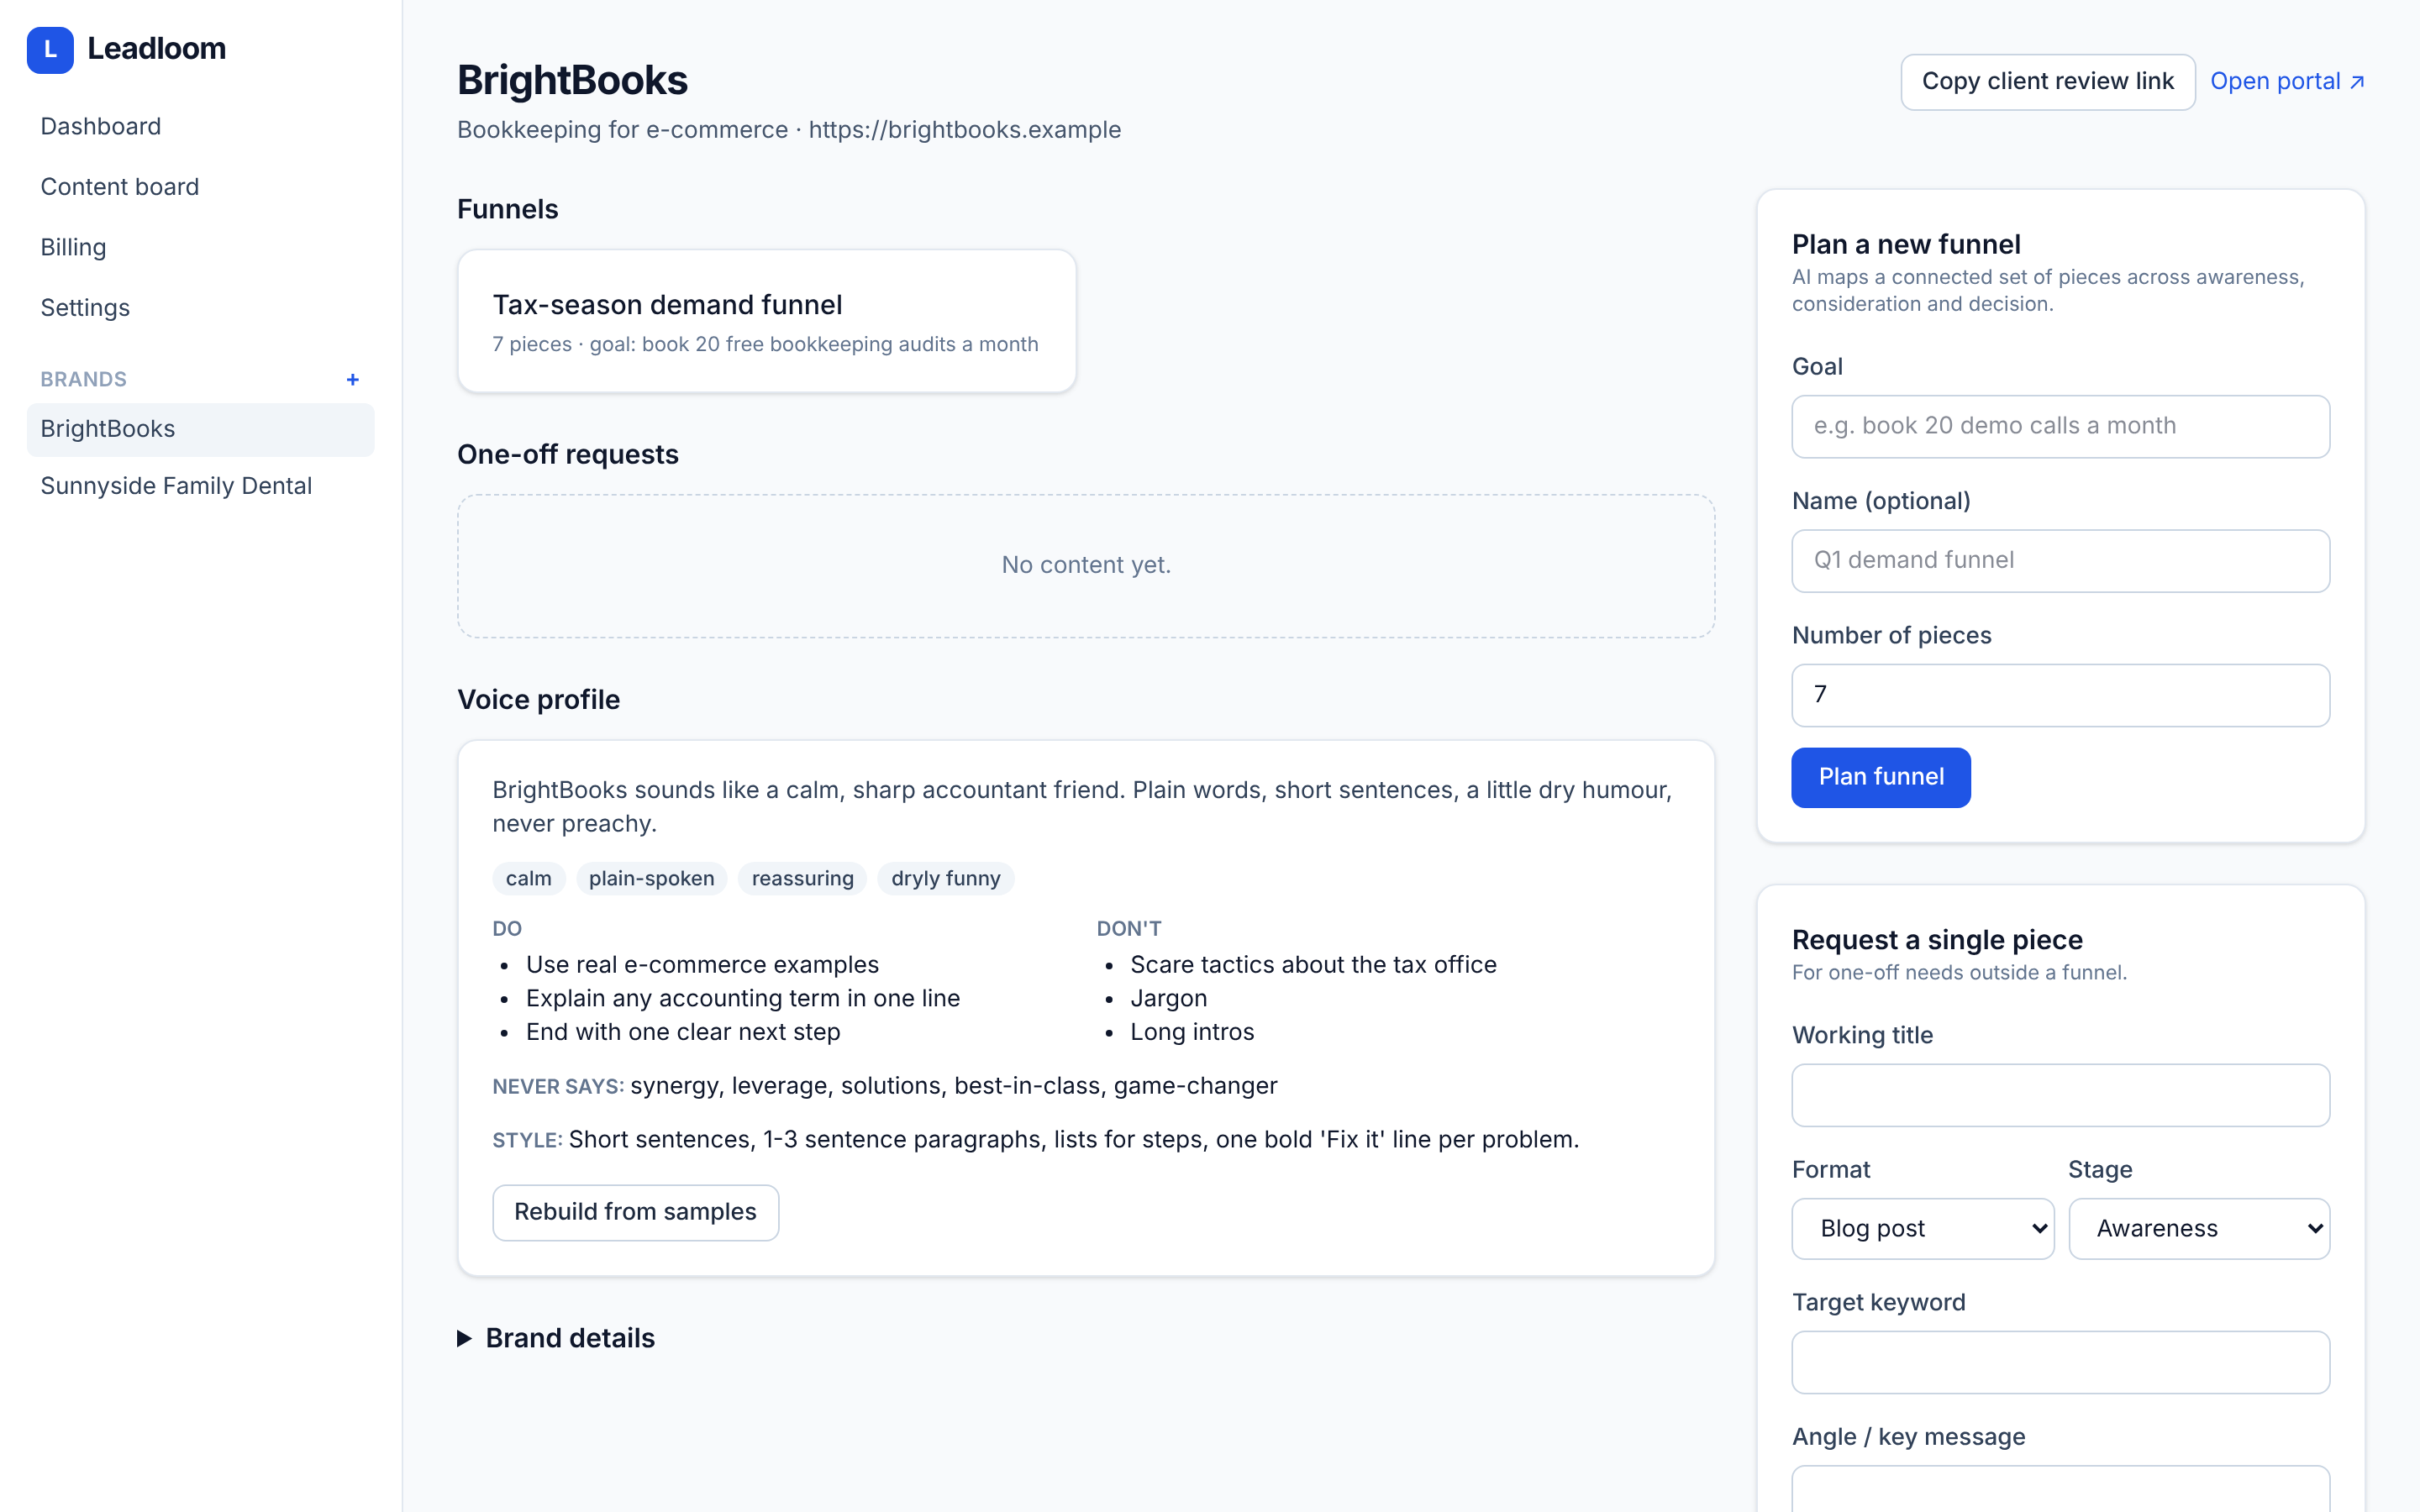 L Leadloom
Dashboard
Content board
Billing
Settings
BRANDS +
BrightBooks
Sunnyside Family Dental
BrightBooks
Bookkeeping for e-commerce · https://brightbooks.example
Copy client review link
Open portal ↗
Funnels
Tax-season demand funnel
7 pieces · goal: book 20 free bookkeeping audits a month
One-off requests
No content yet.
Voice profile
BrightBooks sounds like a calm, sharp accountant friend. Plain words, short sentences, a little dry humour,
never preachy.
calm plain-spoken reassuring dryly funny
DO
• Use real e-commerce examples
• Explain any accounting term in one line
• End with one clear next step
DON'T
• Scare tactics about the tax office
• Jargon
• Long intros
NEVER SAYS: synergy, leverage, solutions, best-in-class, game-changer
STYLE: Short sentences, 1-3 sentence paragraphs, lists for steps, one bold 'Fix it' line per problem.
Rebuild from samples
▶ Brand details
Plan a new funnel
AI maps a connected set of pieces across awareness,
consideration and decision.
Goal
e.g. book 20 demo calls a month
Name (optional)
Q1 demand funnel
Number of pieces
7
Plan funnel
Request a single piece
For one-off needs outside a funnel.
Working title
Format Stage
Blog post Awareness
Target keyword
Angle / key message